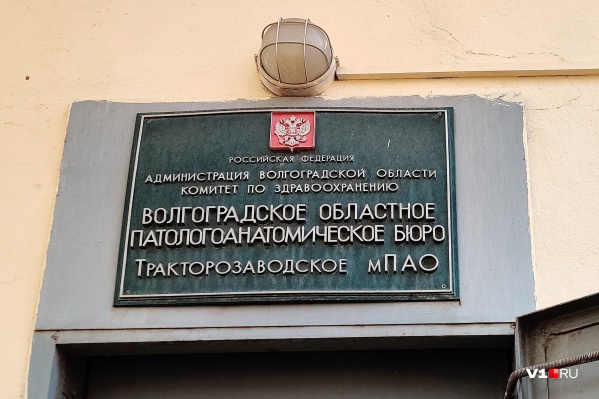 РОССИЙСКАЯ ФЕДЕРАЦИЯ
АДМИНИСТРАЦИЯ ВОЛГОГРАДСКОЙ ОБЛАСТИ
КОМИТЕТ ПО ЗДРАВООХРАНЕНИЮ
ВОЛГОГРАДСКОЕ ОБЛАСТНОЕ
ПАТОЛОГОАНАТОМИЧЕСКОЕ БЮРО
ТРАКТОРОЗАВОДСКОЕ мПАО
V1.RU